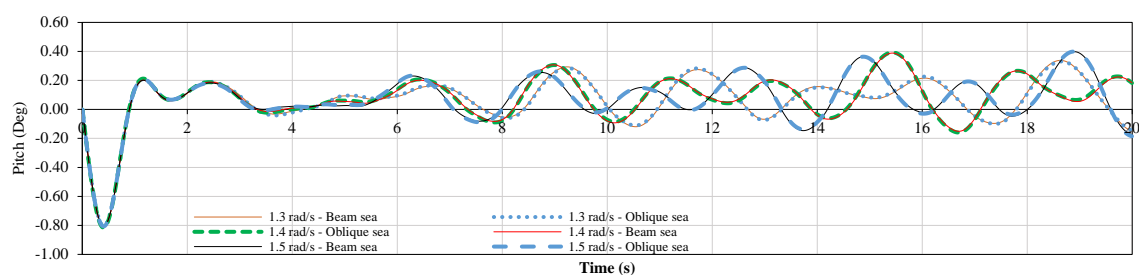 0.60
0.40
0.20
0.00
-0.20
-0.40
-0.60
-0.80
-1.00
Pitch (Deg)
0 2 4 6 8 10 12 14 16 18 20
1.3 rad/s - Beam sea 1.3 rad/s - Oblique sea
1.4 rad/s - Oblique sea 1.4 rad/s - Beam sea
1.5 rad/s - Beam sea 1.5 rad/s - Oblique sea
Time (s)